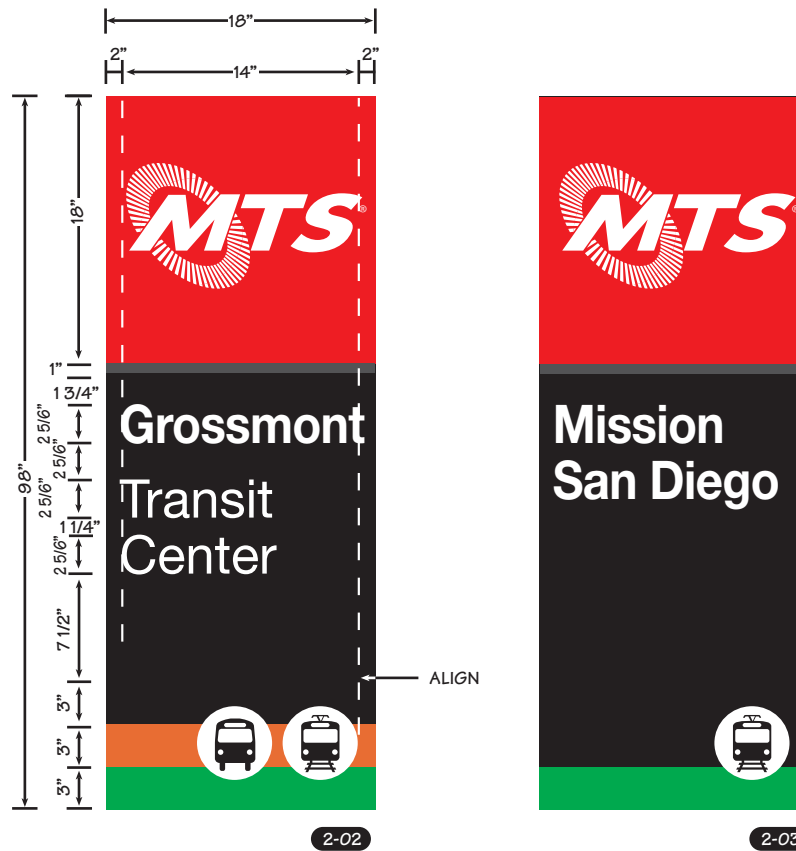 18”
2”
14”
2”
98”
18”
1”
1 3/4”
2 5/6”
2 5/6”
2 5/6”
1 1/4”
2 5/6”
7 1/2”
3”
3”
3”
MTS®
Grossmont
Transit
Center
ALIGN
2-02
MTS
Mission
San Diego
2-03